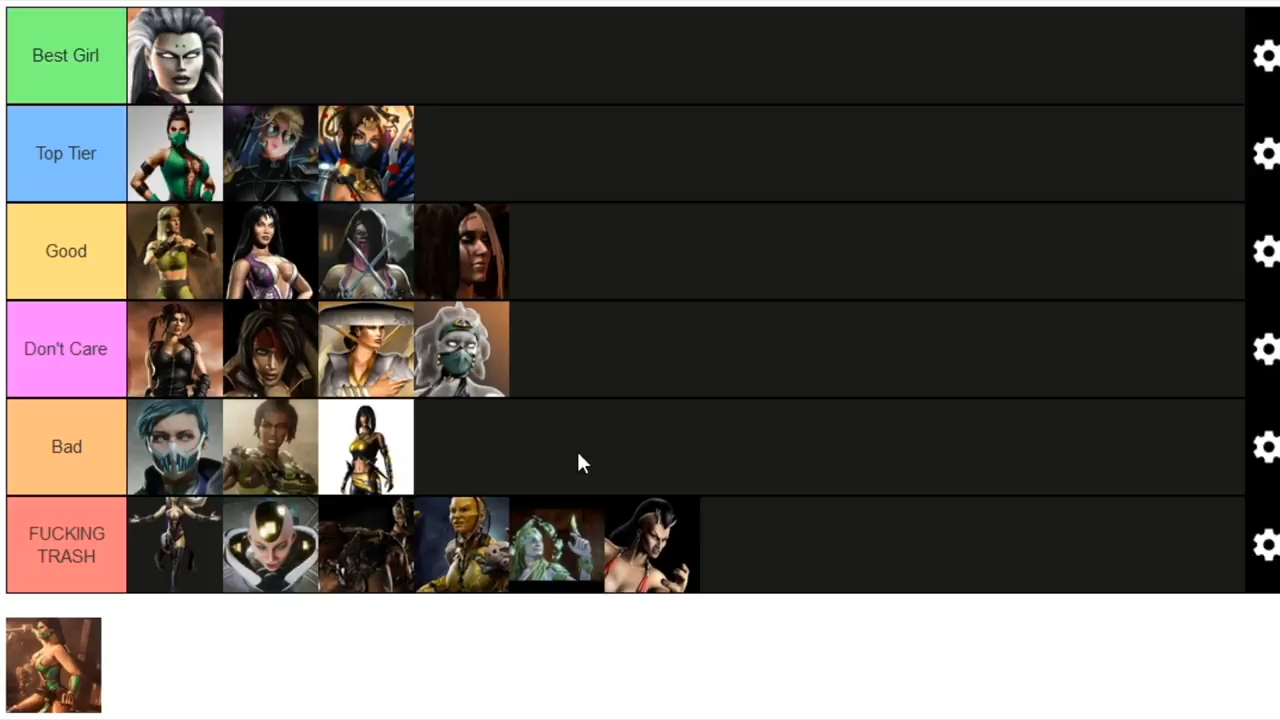 Best Girl
Top Tier
Good
Don't Care
Bad
FUCKING
TRASH